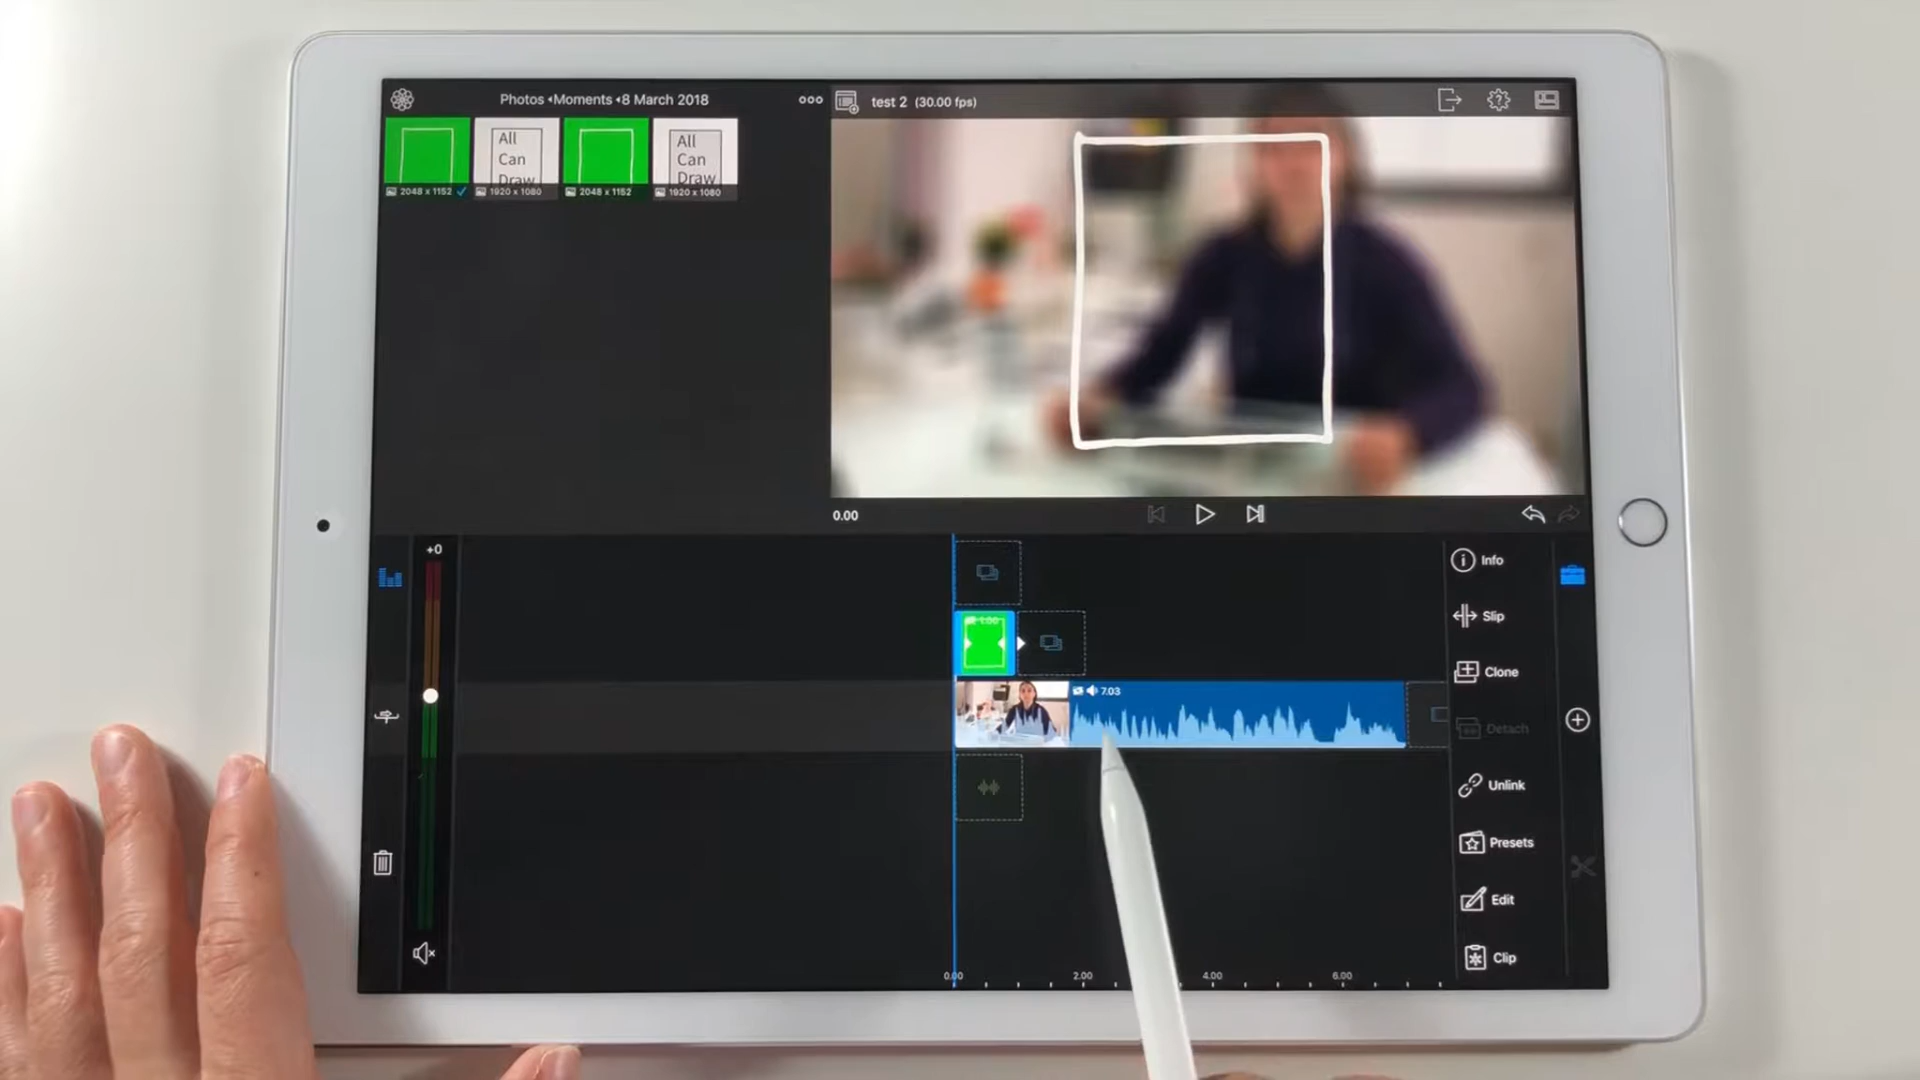 Photos ◂Moments ◂8 March 2018
test 2 (30.00 fps)
All
Can
Draw
All
Can
Draw
2048 x 1152
1920 x 1080
2048 x 1152
1920 x 1080
0.00
+0
Info
1.00
Slip
Clone
7.03
Detach
Unlink
Presets
Edit
Clip
0.00
2.00
4.00
6.00